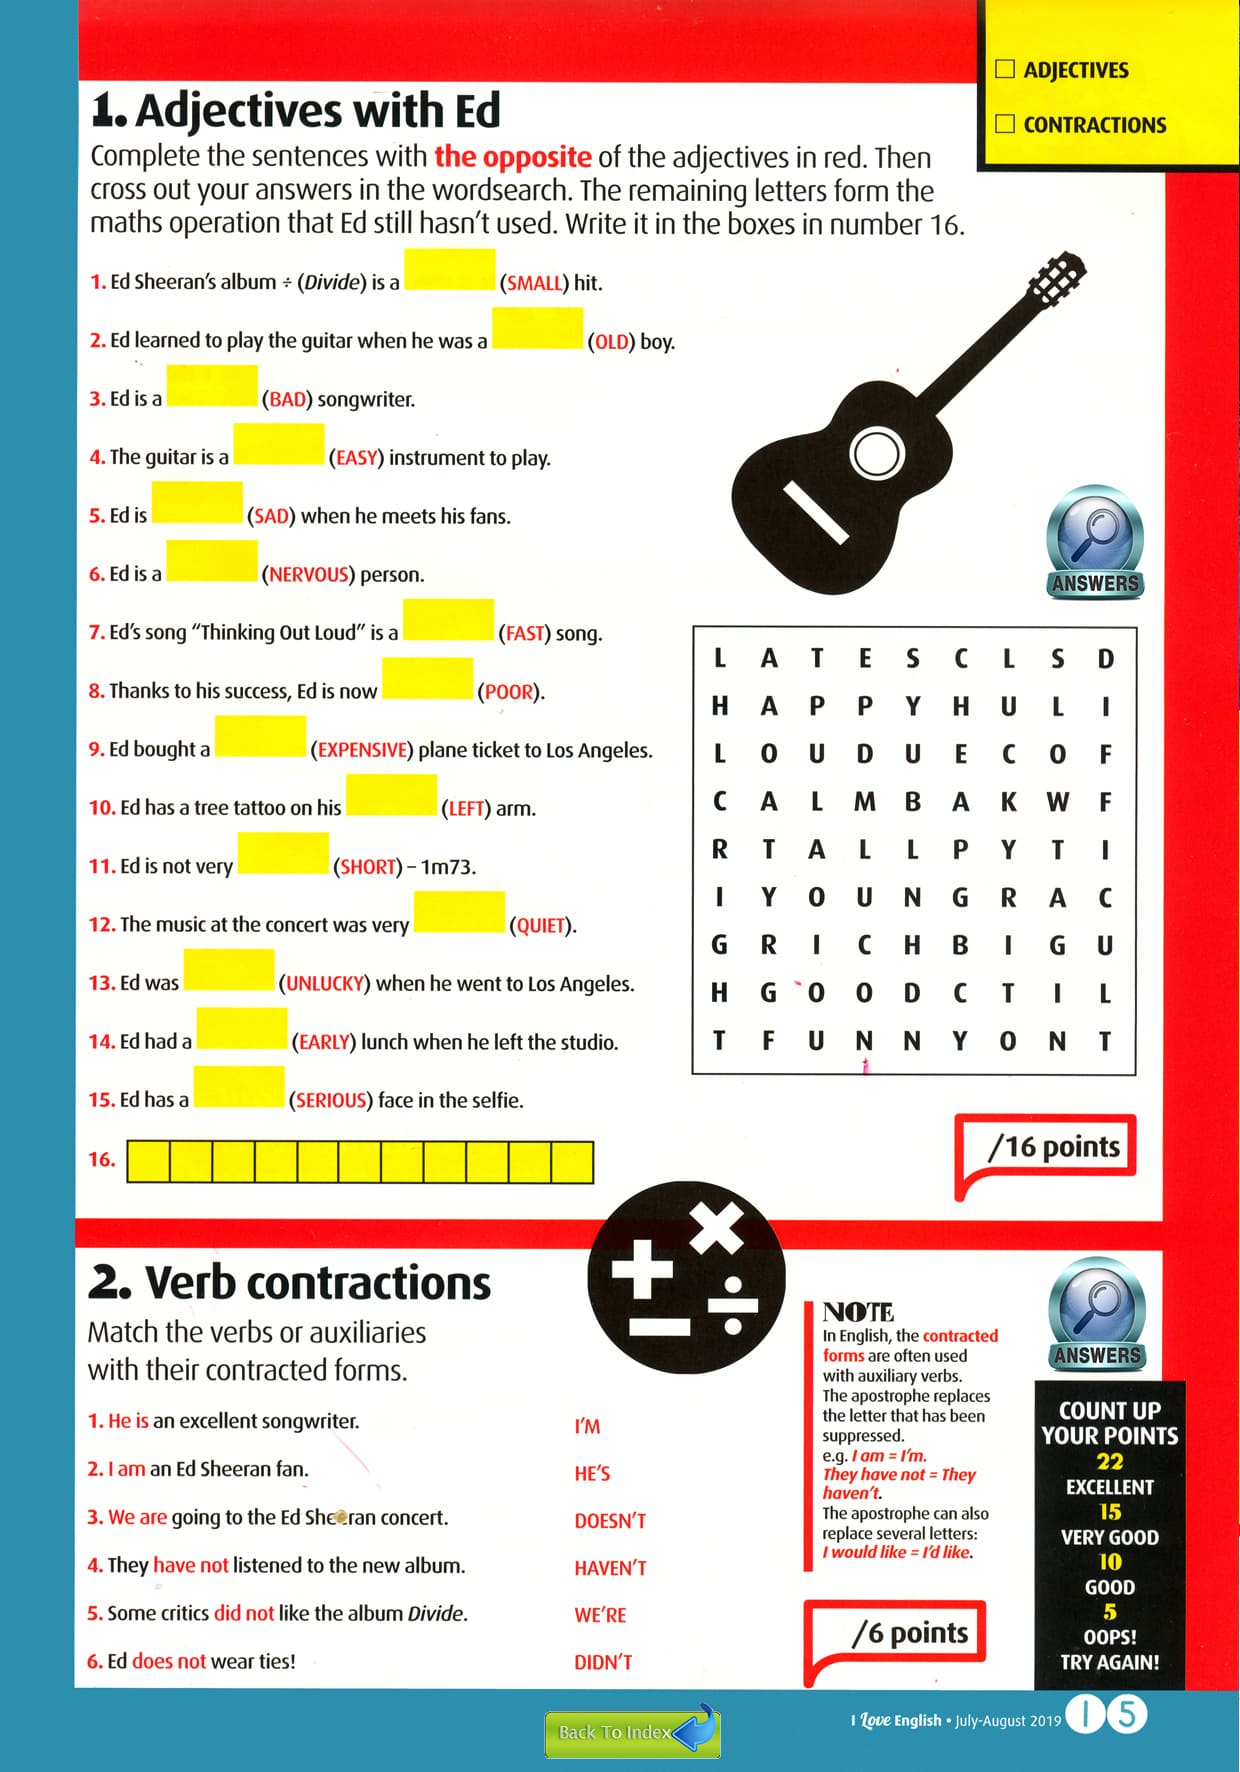 ADJECTIVES
CONTRACTIONS
1. Adjectives with Ed
Complete the sentences with the opposite of the adjectives in red. Then
cross out your answers in the wordsearch. The remaining letters form the
maths operation that Ed still hasn't used. Write it in the boxes in number 16.
1. Ed Sheeran's album ÷ (Divide) is a (SMALL) hit.
2. Ed learned to play the guitar when he was a (OLD) boy.
3. Ed is a (BAD) songwriter.
4. The guitar is a (EASY) instrument to play.
5. Ed is (SAD) when he meets his fans.
6. Ed is a (NERVOUS) person.
7. Ed's song "Thinking Out Loud" is a (FAST) song.
8. Thanks to his success, Ed is now (POOR).
9. Ed bought a (EXPENSIVE) plane ticket to Los Angeles.
10. Ed has a tree tattoo on his (LEFT) arm.
11. Ed is not very (SHORT) – 1m73.
12. The music at the concert was very (QUIET).
13. Ed was (UNLUCKY) when he went to Los Angeles.
14. Ed had a (EARLY) lunch when he left the studio.
15. Ed has a (SERIOUS) face in the selfie.
16.
ANSWERS
L A T E S C L S D
H A P P Y H U L I
L O U D U E C O F
C A L M B A K W F
R T A L L P Y T I
I Y O U N G R A C
G R I C H B I G U
H G O O D C T I L
T F U N N Y O N T
/16 points
2. Verb contractions
Match the verbs or auxiliaries
with their contracted forms.
1. He is an excellent songwriter.
2. I am an Ed Sheeran fan.
3. We are going to the Ed Sheeran concert.
4. They have not listened to the new album.
5. Some critics did not like the album Divide.
6. Ed does not wear ties!
I'M
HE'S
DOESN'T
HAVEN'T
WE'RE
DIDN'T
NOTE
In English, the contracted
forms are often used
with auxiliary verbs.
The apostrophe replaces
the letter that has been
suppressed.
e.g. I am = I'm.
They have not = They
haven't.
The apostrophe can also
replace several letters:
I would like = I'd like.
/6 points
ANSWERS
COUNT UP
YOUR POINTS
22
EXCELLENT
15
VERY GOOD
10
GOOD
5
OOPS!
TRY AGAIN!
I Love English • July-August 2019 15
Back To Index